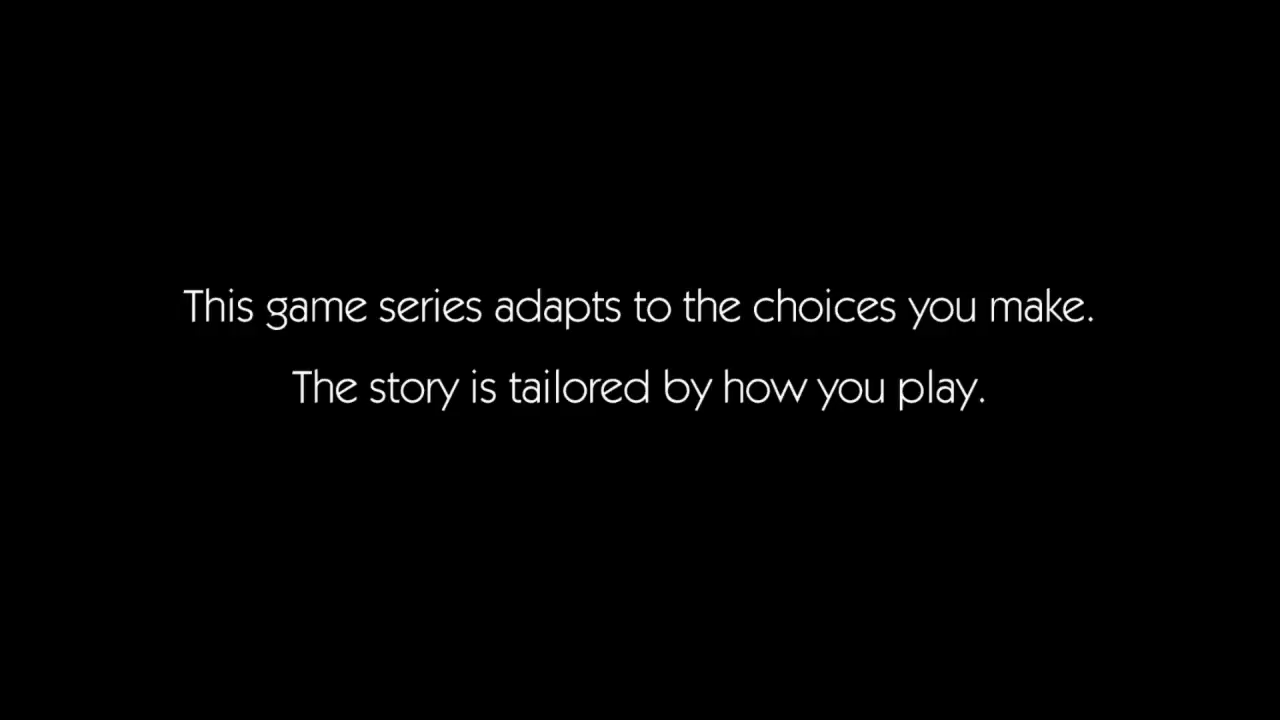 This game series adapts to the choices you make.
The story is tailored by how you play.